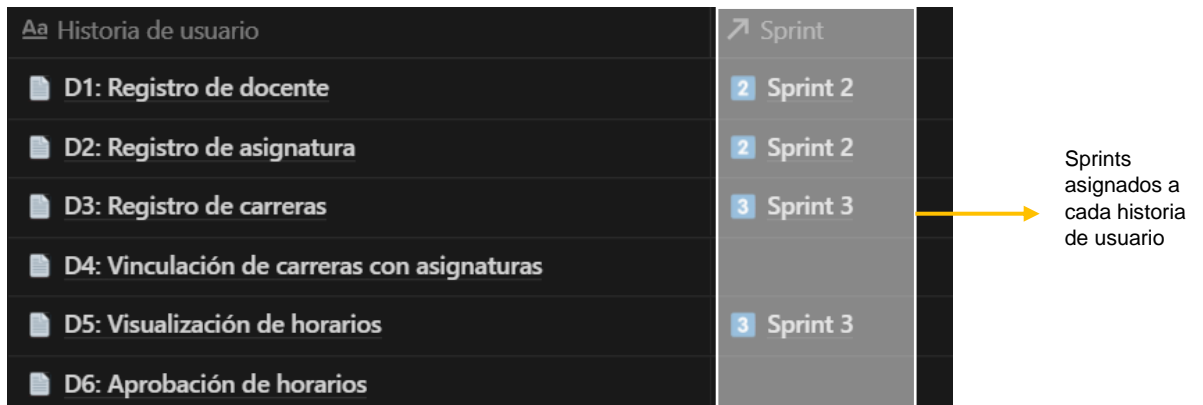 Aa Historia de usuario Sprint
D1: Registro de docente 2 Sprint 2
D2: Registro de asignatura 2 Sprint 2
D3: Registro de carreras 3 Sprint 3
D4: Vinculación de carreras con asignaturas
D5: Visualización de horarios 3 Sprint 3
D6: Aprobación de horarios
Sprints
asignados a
cada historia
de usuario